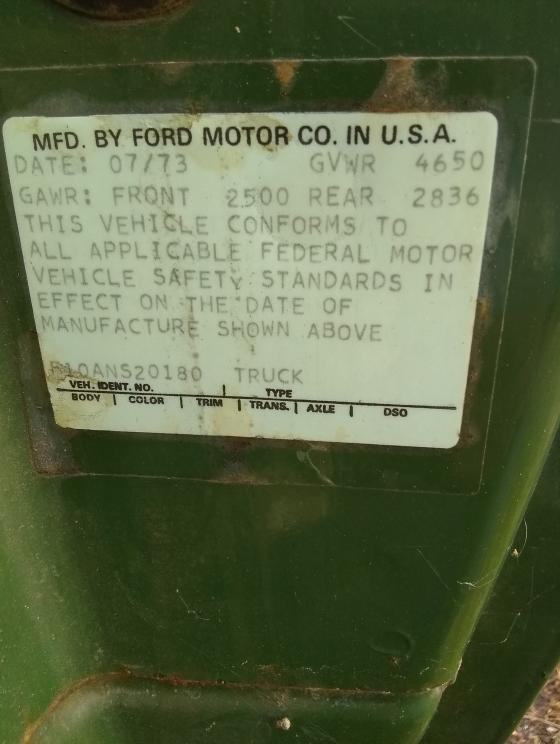 MFD. BY FORD MOTOR CO. IN U.S.A.
DATE: 07/73 GVWR 4650
GAWR: FRONT 2500 REAR 2836
THIS VEHICLE CONFORMS TO
ALL APPLICABLE FEDERAL MOTOR
VEHICLE SAFETY STANDARDS IN
EFFECT ON THE DATE OF
MANUFACTURE SHOWN ABOVE
F10ANS20180 TRUCK
VEH. IDENT. NO. TYPE
BODY COLOR TRIM TRANS. AXLE DSO